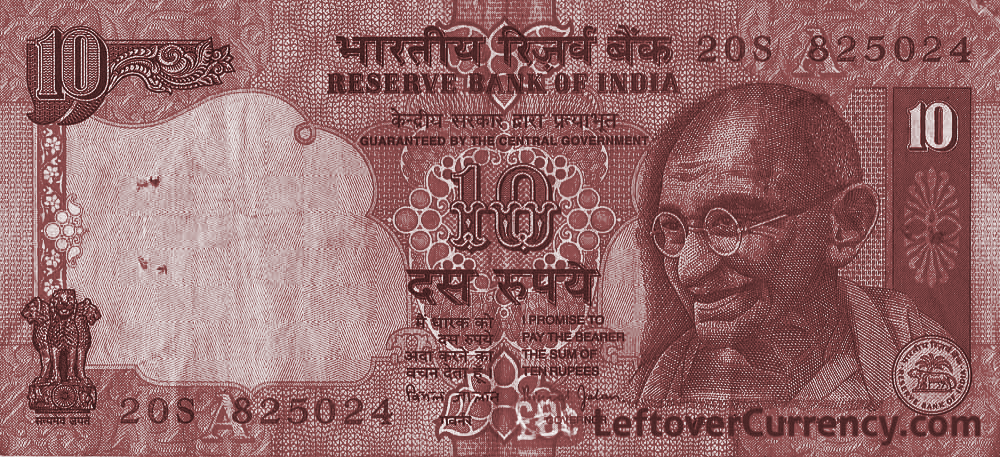 10
भारतीय रिज़र्व बैंक
20S 825024
A
RESERVE BANK OF INDIA
केन्द्रीय सरकार द्वारा प्रत्याभूत
GUARANTEED BY THE CENTRAL GOVERNMENT
10
10
दस रुपये
मैं धारक को
दस रुपये
अदा करने का
वचन देता हूँ
I PROMISE TO
PAY THE BEARER
THE SUM OF
TEN RUPEES
सत्यमेव जयते
20S 825024
A
गवर्नर
LeftoverCurrency.com
भारतीय रिज़र्व बैंक
RESERVE BANK OF INDIA